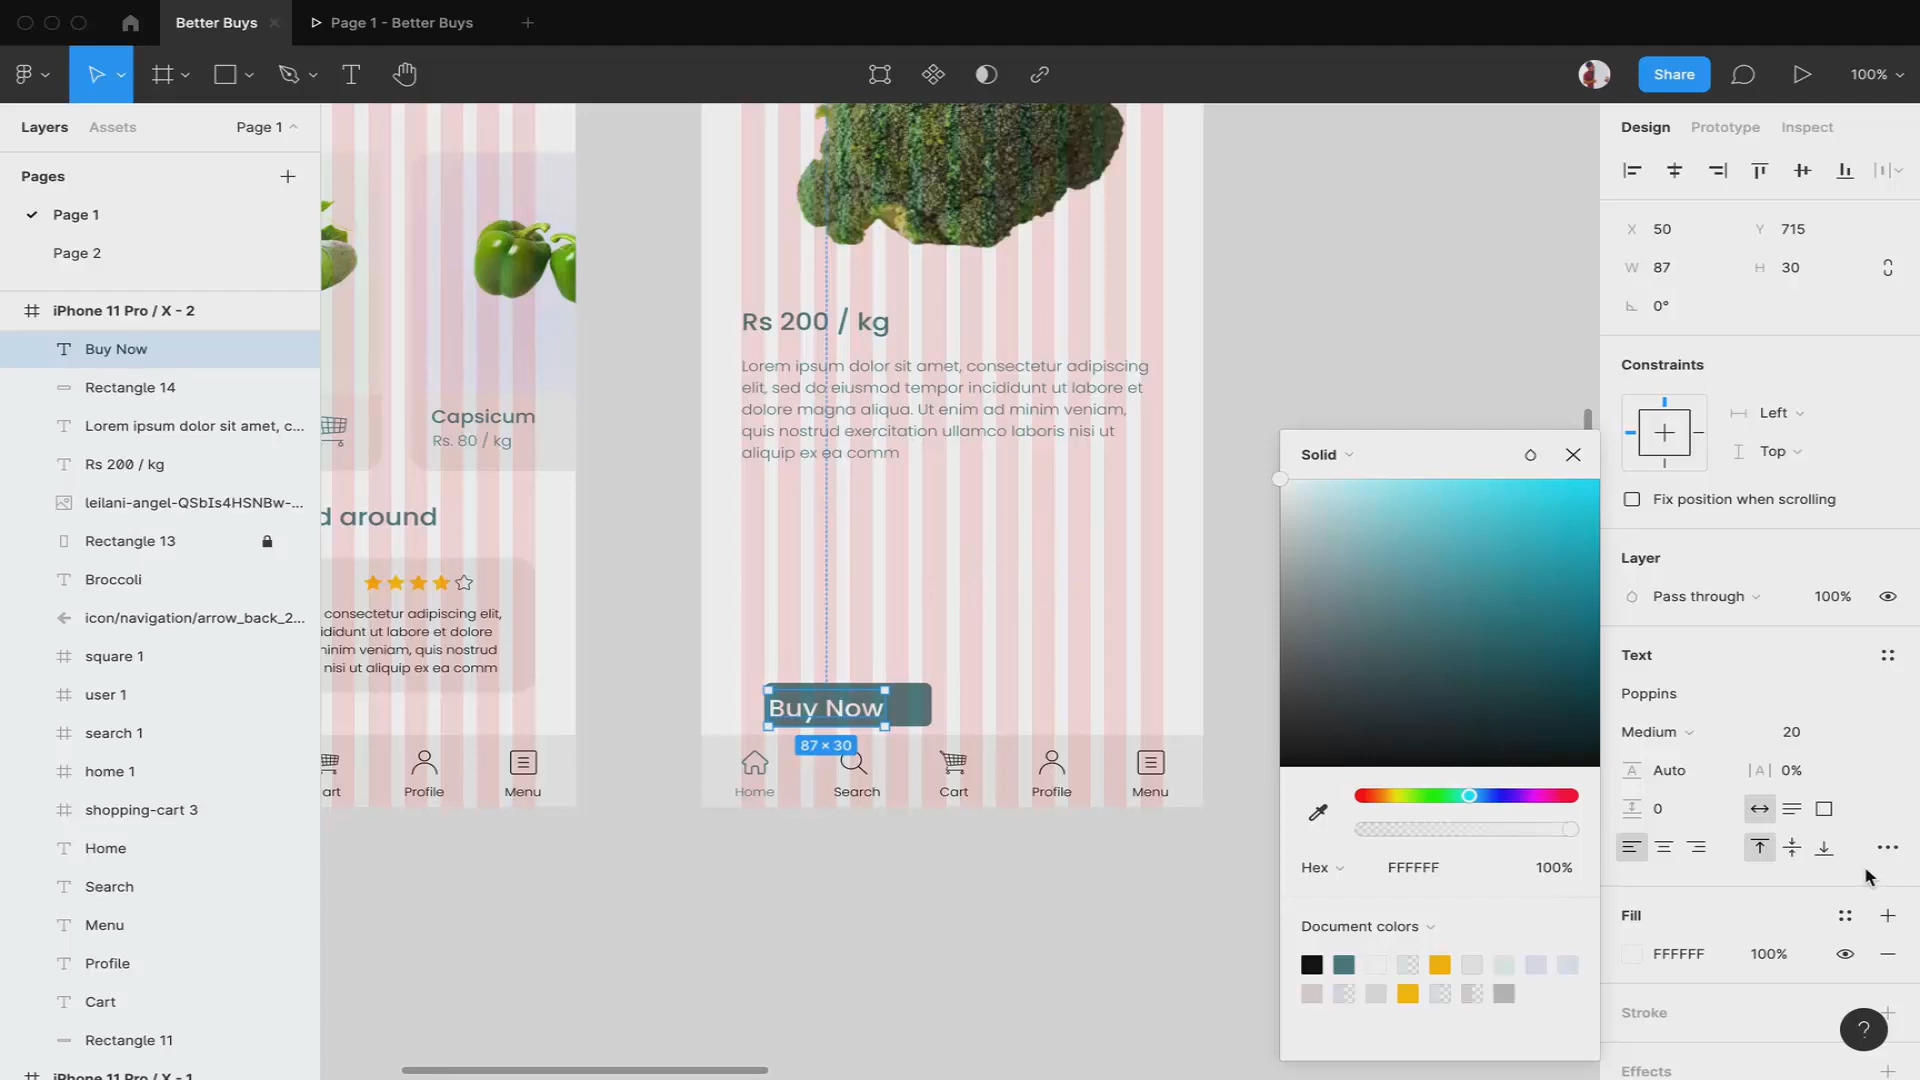 Better Buys
Page 1 - Better Buys
Share
100%
Layers
Assets
Page 1
Pages
Page 1
Page 2
iPhone 11 Pro / X - 2
Buy Now
Rectangle 14
Lorem ipsum dolor sit amet, c...
Rs 200 / kg
leilani-angel-QSbIs4HSNBw-...
Rectangle 13
Broccoli
icon/navigation/arrow_back_2...
square 1
user 1
search 1
home 1
shopping-cart 3
Home
Search
Menu
Profile
Cart
Rectangle 11
iPhone 11 Pro / X - 1
Capsicum
Rs. 80 / kg
d around
consectetur adipiscing elit,
ididunt ut labore et dolore
ninim veniam, quis nostrud
nisi ut aliquip ex ea comm
art
Profile
Menu
Rs 200 / kg
Lorem ipsum dolor sit amet, consectetur adipiscing
elit, sed do eiusmod tempor incididunt ut labore et
dolore magna aliqua. Ut enim ad minim veniam,
quis nostrud exercitation ullamco laboris nisi ut
aliquip ex ea comm
Buy Now
87 × 30
Home
Search
Cart
Profile
Menu
Solid
Hex
FFFFFF
100%
Document colors
Design
Prototype
Inspect
X 50
Y 715
W 87
H 30
0°
Constraints
Left
Top
Fix position when scrolling
Layer
Pass through
100%
Text
Poppins
Medium
20
A Auto
|A| 0%
0
Fill
FFFFFF
100%
Stroke
?
Effects